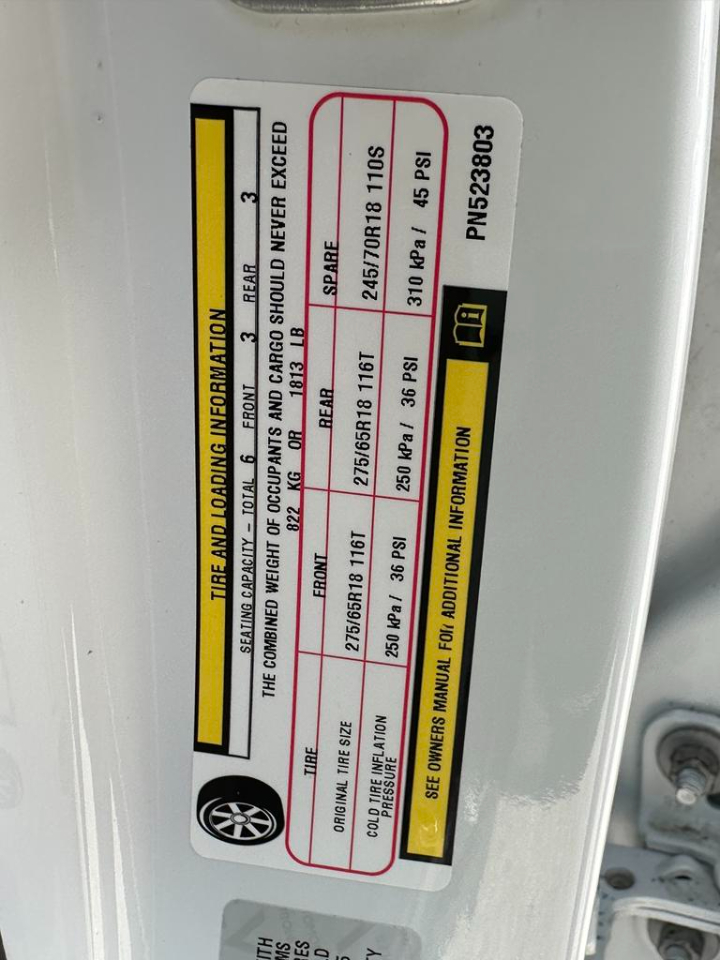 TIRE AND LOADING INFORMATION
SEATING CAPACITY - TOTAL 6 FRONT 3 REAR 3
THE COMBINED WEIGHT OF OCCUPANTS AND CARGO SHOULD NEVER EXCEED
822 KG OR 1813 LB
TIRE FRONT REAR SPARE
ORIGINAL TIRE SIZE 275/65R18 116T 275/65R18 116T 245/70R18 110S
COLD TIRE INFLATION
PRESSURE 250 kPa / 36 PSI 250 kPa / 36 PSI 310 kPa / 45 PSI
SEE OWNERS MANUAL FOR ADDITIONAL INFORMATION
PN523803